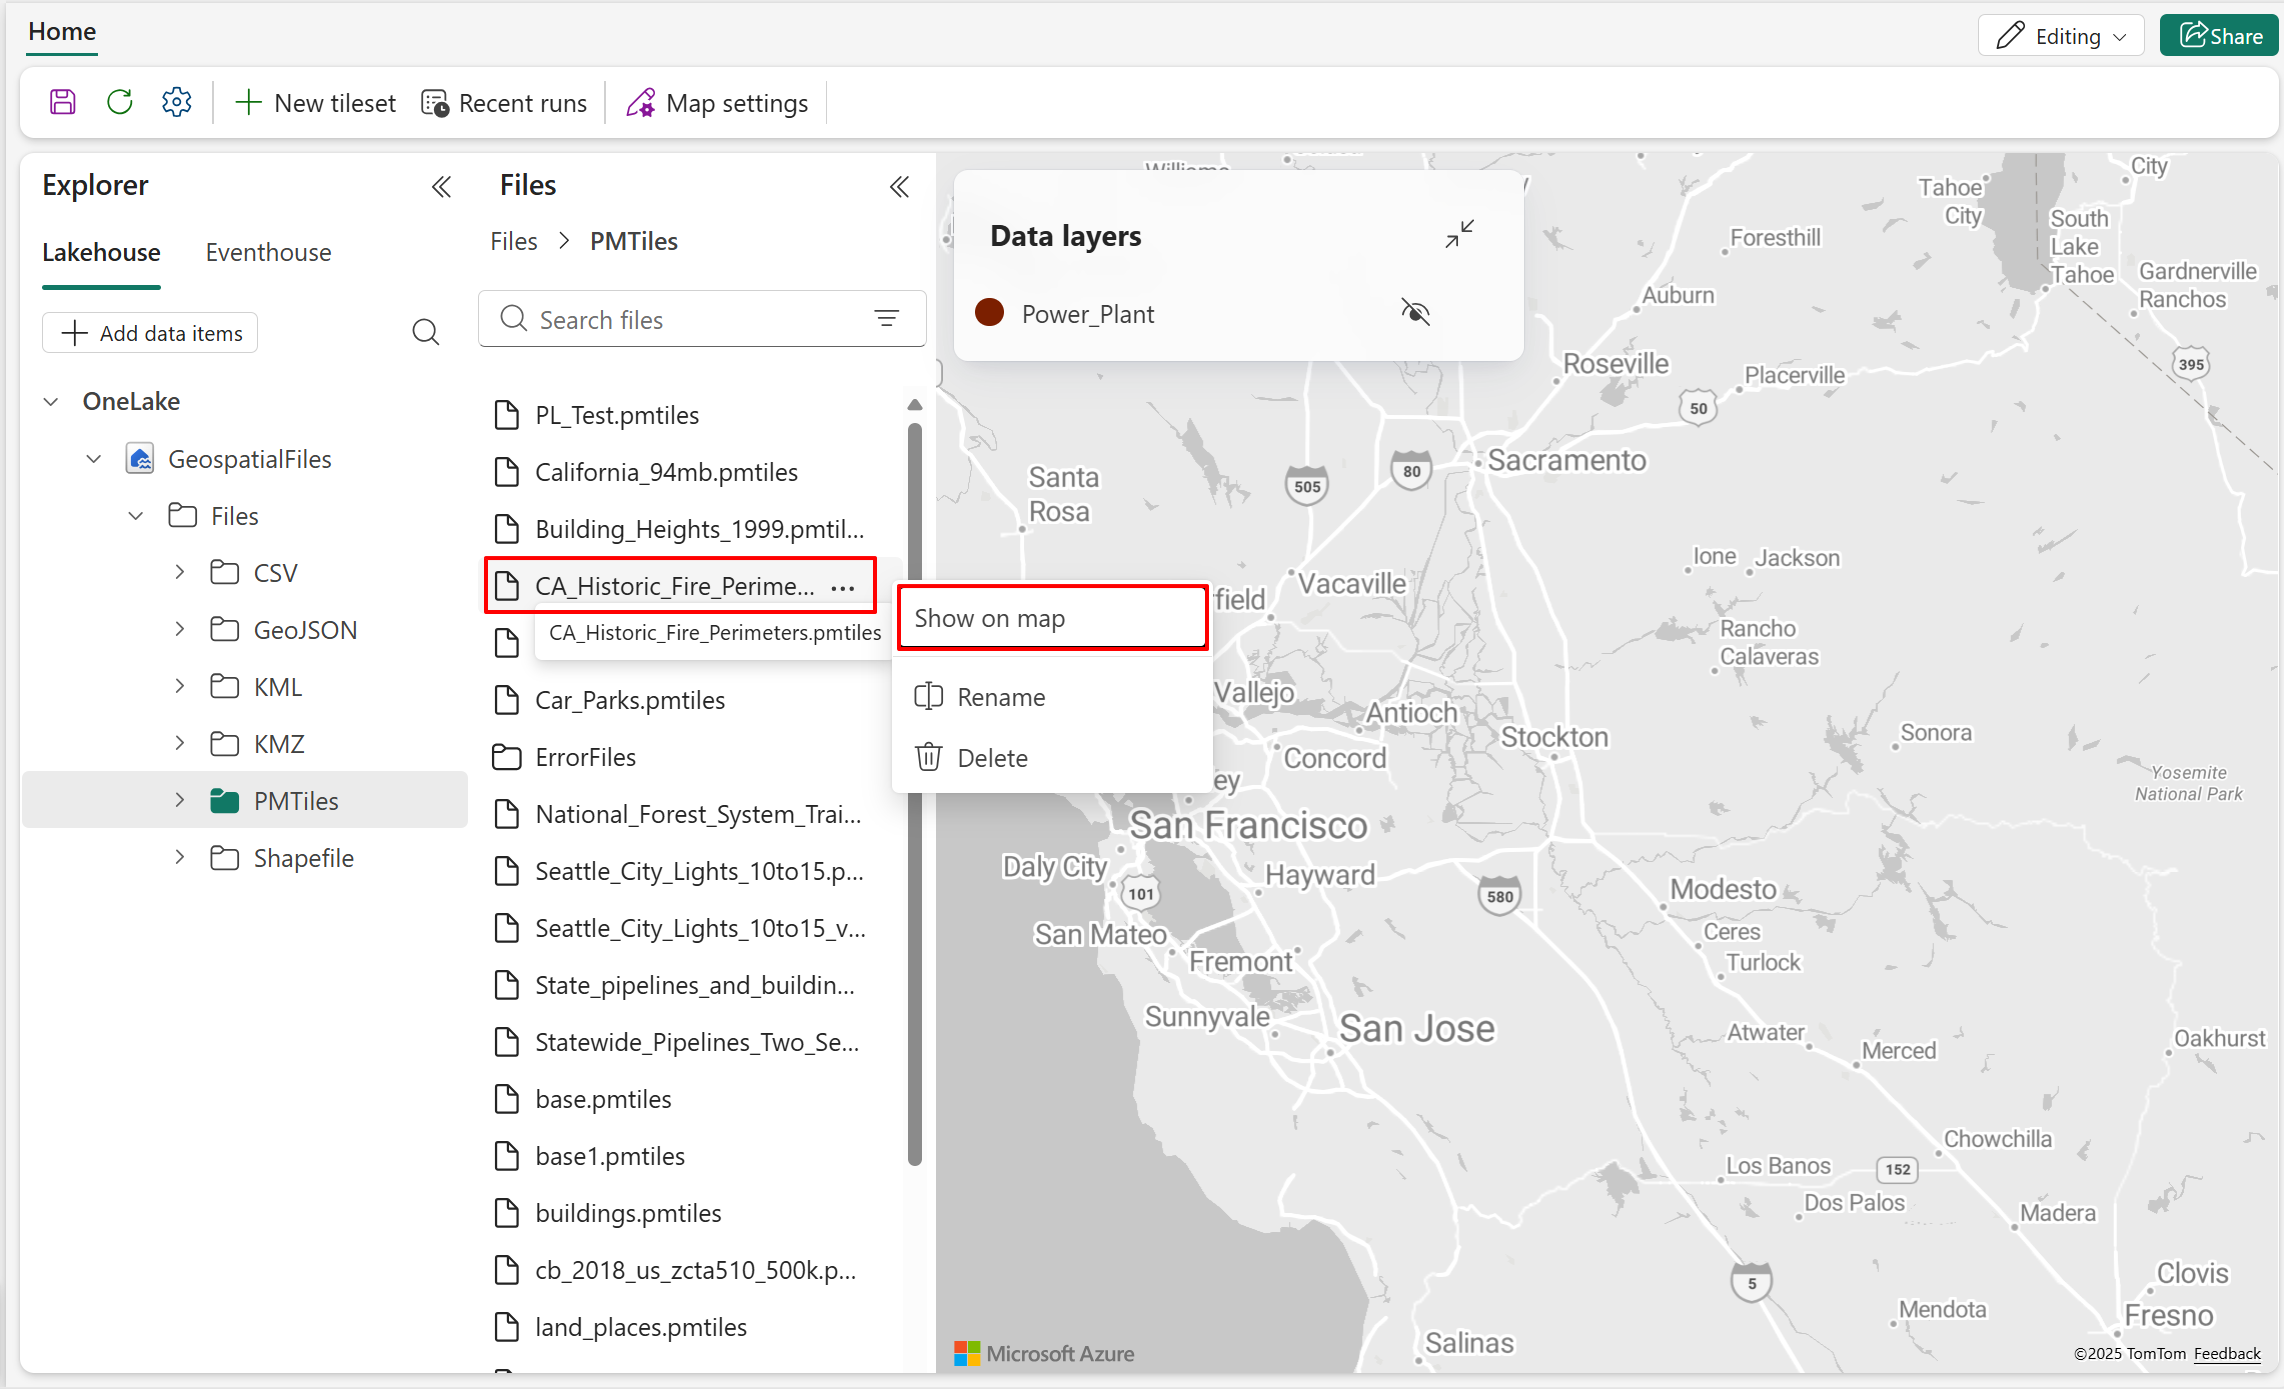 Home
Editing
Share
New tileset
Recent runs
Map settings
Explorer
Lakehouse
Eventhouse
Add data items
OneLake
GeospatialFiles
Files
CSV
GeoJSON
KML
KMZ
PMTiles
Shapefile
Files
Files > PMTiles
Search files
PL_Test.pmtiles
California_94mb.pmtiles
Building_Heights_1999.pmtil...
CA_Historic_Fire_Perime... ...
CA_Historic_Fire_Perimeters.pmtiles
Car_Parks.pmtiles
ErrorFiles
National_Forest_System_Trai...
Seattle_City_Lights_10to15.p...
Seattle_City_Lights_10to15_v...
State_pipelines_and_buildin...
Statewide_Pipelines_Two_Se...
base.pmtiles
base1.pmtiles
buildings.pmtiles
cb_2018_us_zcta510_500k.p...
land_places.pmtiles
Show on map
Rename
Delete
Data layers
Power_Plant
City
Tahoe
City
South
Lake
Tahoe
Foresthill
Gardnerville
Ranchos
Auburn
Roseville
Placerville
395
50
Santa
Rosa
505
80
Sacramento
Ione
Jackson
Vacaville
field
Rancho
Calaveras
Vallejo
Antioch
Stockton
Sonora
Concord
ey
Yosemite
National Park
San Francisco
Daly City
Hayward
101
580
Modesto
San Mateo
Ceres
Fremont
Turlock
Sunnyvale
San Jose
Atwater
Merced
Oakhurst
Chowchilla
Los Banos
152
Dos Palos
Madera
5
Clovis
Mendota
Fresno
Salinas
Microsoft Azure
©2025 TomTom Feedback